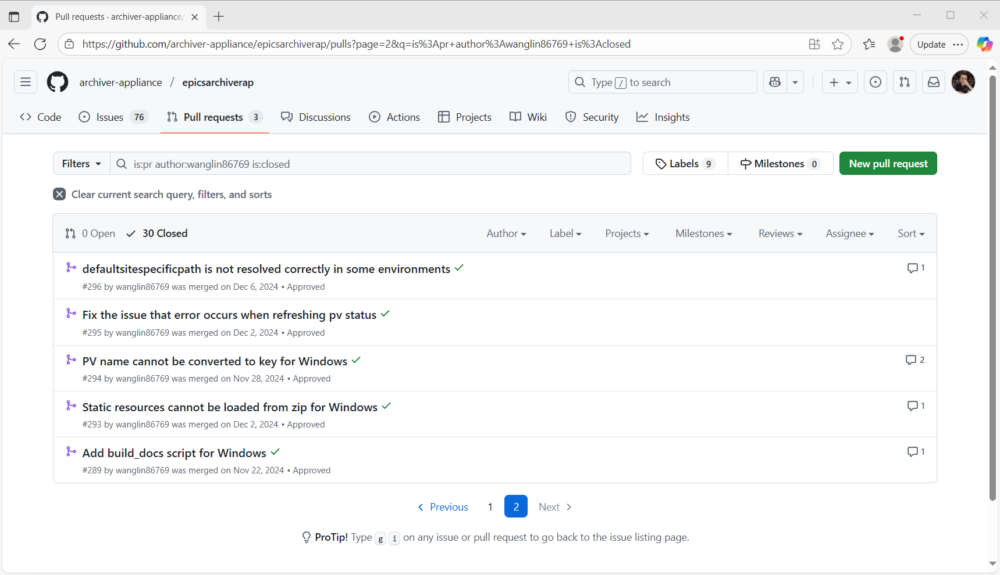 Pull requests · archiver-appliance/
https://github.com/archiver-appliance/epicsarchiverap/pulls?page=2&q=is%3Apr+author%3Awanglin86769+is%3Aclosed
Update
archiver-appliance / epicsarchiverap
Type / to search
Code Issues 76 Pull requests 3 Discussions Actions Projects Wiki Security Insights
Filters is:pr author:wanglin86769 is:closed Labels 9 Milestones 0 New pull request
Clear current search query, filters, and sorts
0 Open 30 Closed Author Label Projects Milestones Reviews Assignee Sort
defaultsitespecificpath is not resolved correctly in some environments 1
#296 by wanglin86769 was merged on Dec 6, 2024 • Approved
Fix the issue that error occurs when refreshing pv status
#295 by wanglin86769 was merged on Dec 2, 2024 • Approved
PV name cannot be converted to key for Windows 2
#294 by wanglin86769 was merged on Nov 28, 2024 • Approved
Static resources cannot be loaded from zip for Windows 1
#293 by wanglin86769 was merged on Dec 2, 2024 • Approved
Add build_docs script for Windows 1
#289 by wanglin86769 was merged on Nov 22, 2024 • Approved
Previous 1 2 Next
ProTip! Type g i on any issue or pull request to go back to the issue listing page.